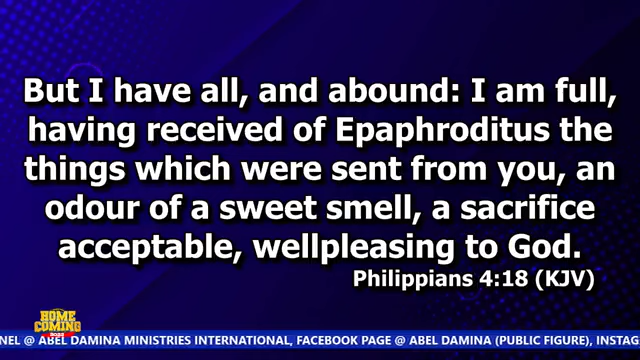 But I have all, and abound: I am full,
having received of Epaphroditus the
things which were sent from you, an
odour of a sweet smell, a sacrifice
acceptable, wellpleasing to God.
Philippians 4:18 (KJV)
HOME
COMING
2022
NEL @ ABEL DAMINA MINISTRIES INTERNATIONAL, FACEBOOK PAGE @ ABEL DAMINA (PUBLIC FIGURE), INSTAG